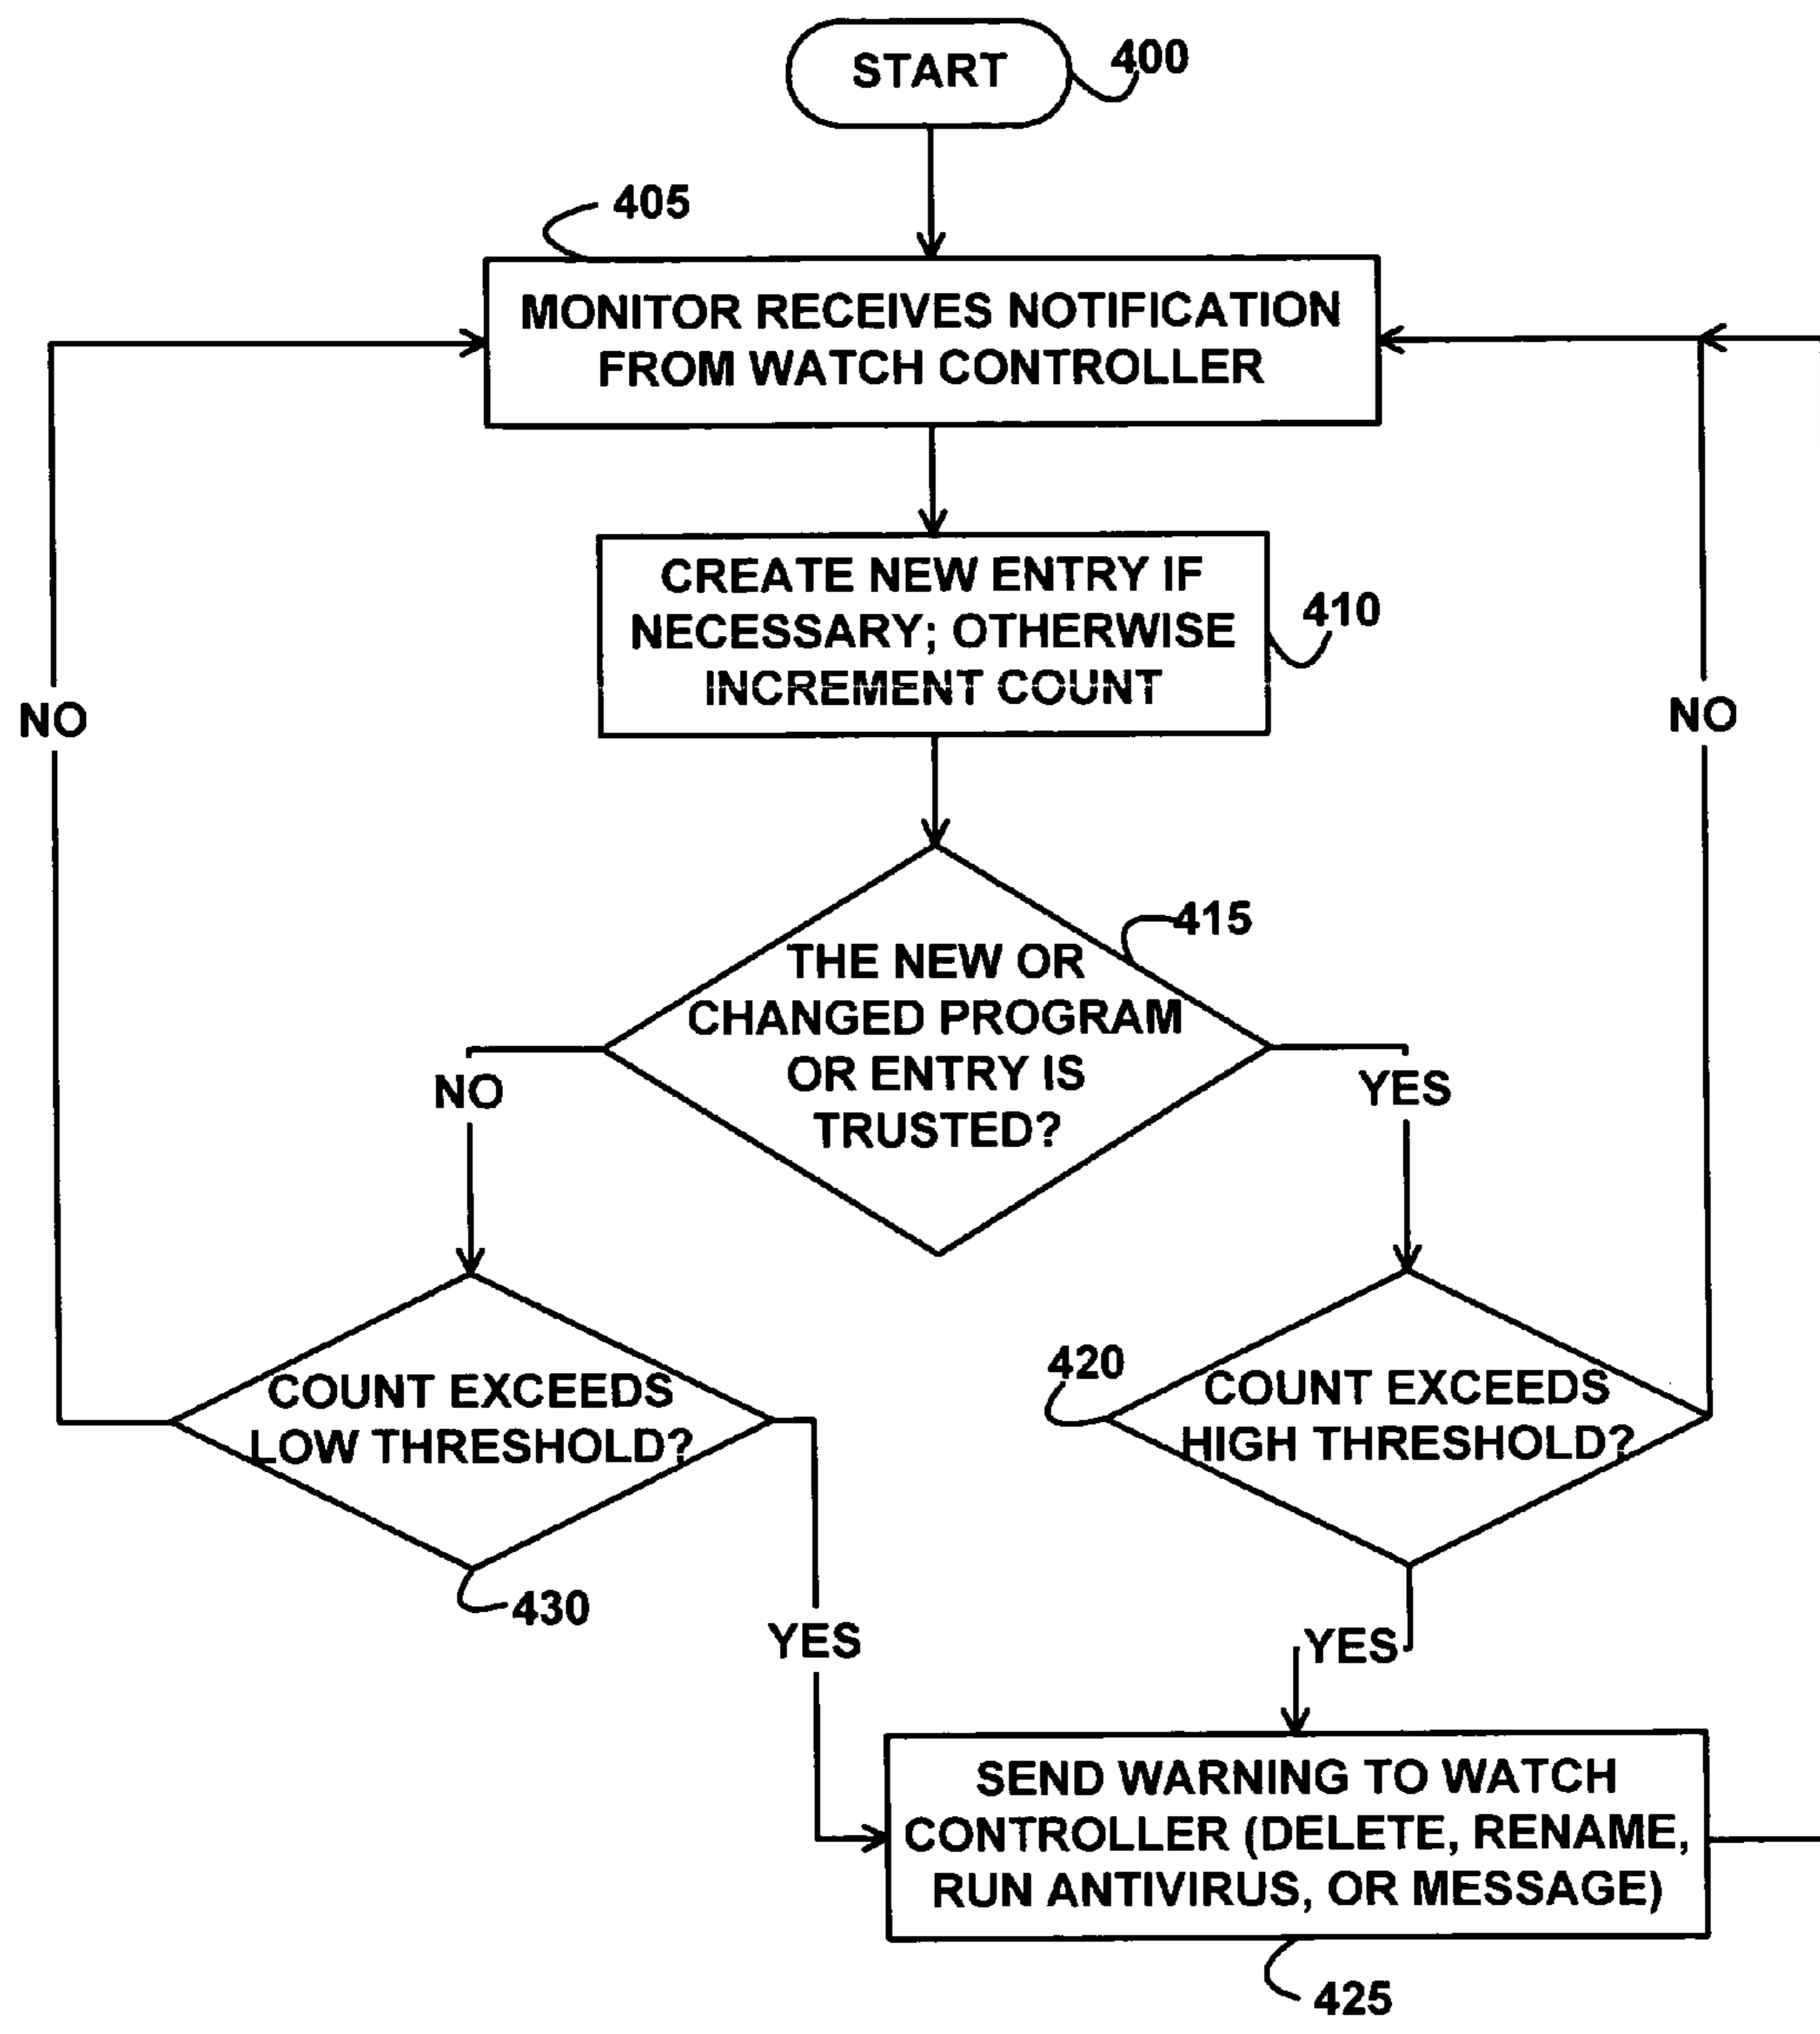 START
400
405
MONITOR RECEIVES NOTIFICATION
FROM WATCH CONTROLLER
CREATE NEW ENTRY IF
NECESSARY; OTHERWISE
INCREMENT COUNT
410
NO
NO
415
THE NEW OR
CHANGED PROGRAM
OR ENTRY IS
TRUSTED?
NO
YES
420
COUNT EXCEEDS
LOW THRESHOLD?
COUNT EXCEEDS
HIGH THRESHOLD?
430
YES
YES
SEND WARNING TO WATCH
CONTROLLER (DELETE, RENAME,
RUN ANTIVIRUS, OR MESSAGE)
425